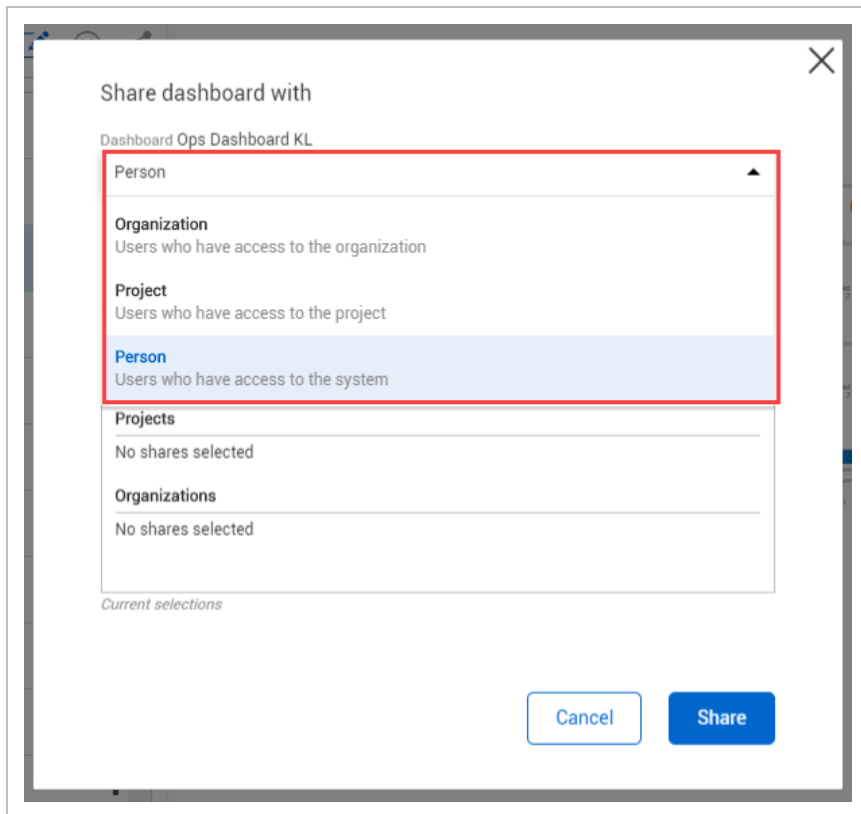 Share dashboard with
Dashboard Ops Dashboard KL
Person
Organization
Users who have access to the organization
Project
Users who have access to the project
Person
Users who have access to the system
Projects
No shares selected
Organizations
No shares selected
Current selections
Cancel
Share